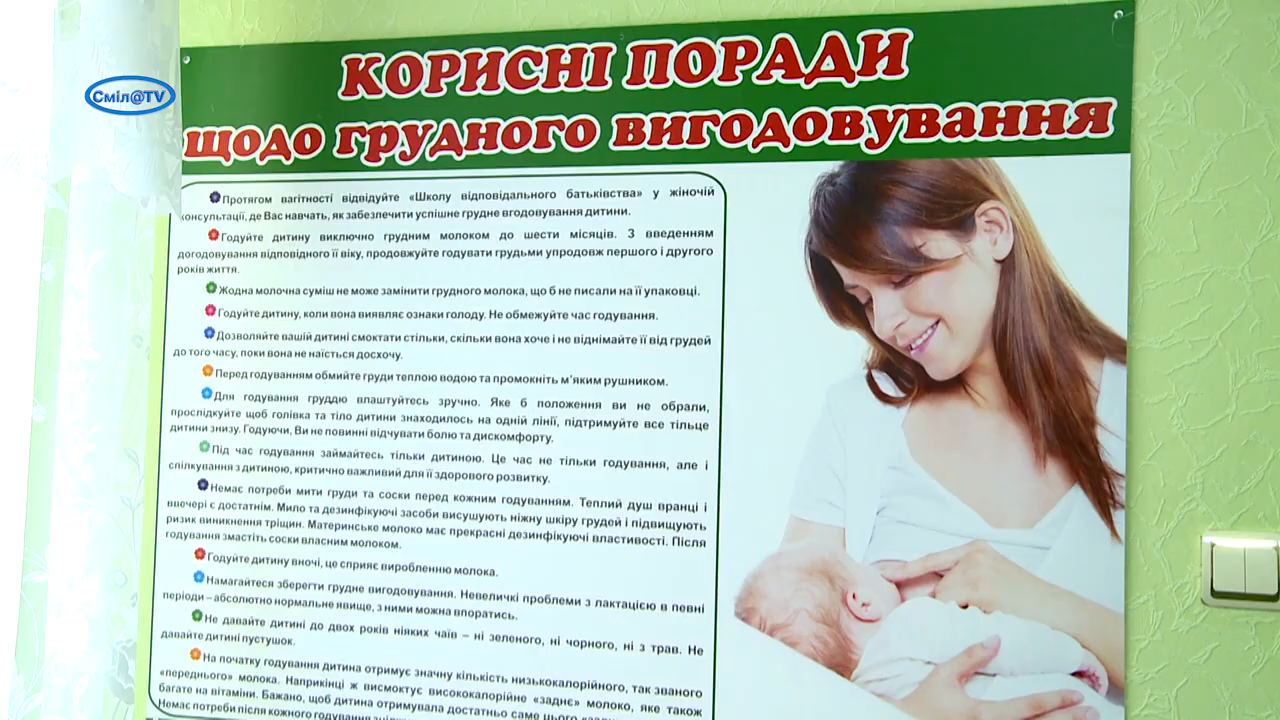 КОРИСНІ ПОРАДИ
щодо грудного вигодовування
Сміл@TV
Протягом вагітності відвідуйте «Школу відповідального батьківства» у жіночій
консультації, де Вас навчать, як забезпечити успішне грудне вгодовування дитини.
Годуйте дитину виключно грудним молоком до шести місяців. З введенням
догодовування відповідного її віку, продовжуйте годувати грудьми упродовж першого і другого
років життя.
Жодна молочна суміш не може замінити грудного молока, що б не писали на її упаковці.
Годуйте дитину, коли вона виявляє ознаки голоду. Не обмежуйте час годування.
Дозволяйте вашій дитині смоктати стільки, скільки вона хоче і не віднімайте її від грудей
до того часу, поки вона не наїсться досхочу.
Перед годуванням обмийте груди теплою водою та промокніть м'яким рушником.
Для годування груддю влаштуйтесь зручно. Яке б положення ви не обрали,
прослідкуйте щоб голівка та тіло дитини знаходилось на одній лінії, підтримуйте все тільце
дитини знизу. Годуючи, Ви не повинні відчувати болю та дискомфорту.
Під час годування займайтесь тільки дитиною. Це час не тільки годування, але і
спілкування з дитиною, критично важливий для її здорового розвитку.
Немає потреби мити груди та соски перед кожним годуванням. Теплий душ вранці і
ввечері є достатнім. Мило та дезинфікуючі засоби висушують ніжну шкіру грудей і підвищують
ризик виникнення тріщин. Материнське молоко має прекрасні дезинфікуючі властивості. Після
годування змастіть соски власним молоком.
Годуйте дитину вночі, це сприяє виробленню молока.
Намагайтеся зберегти грудне вигодовування. Невеличкі проблеми з лактацією в певні
періоди – абсолютно нормальне явище, з ними можна впоратись.
Не давайте дитині до двох років ніяких чаїв – ні зеленого, ні чорного, ні з трав. Не
давайте дитині пустушок.
На початку годування дитина отримує значну кількість низькокалорійного, так званого
«переднього» молока. Наприкінці ж висмоктує висококалорійне «заднє» молоко, яке також
багате на вітаміни. Бажано, щоб дитина отримувала достатньо саме цього
Немає потреби після кожного годування